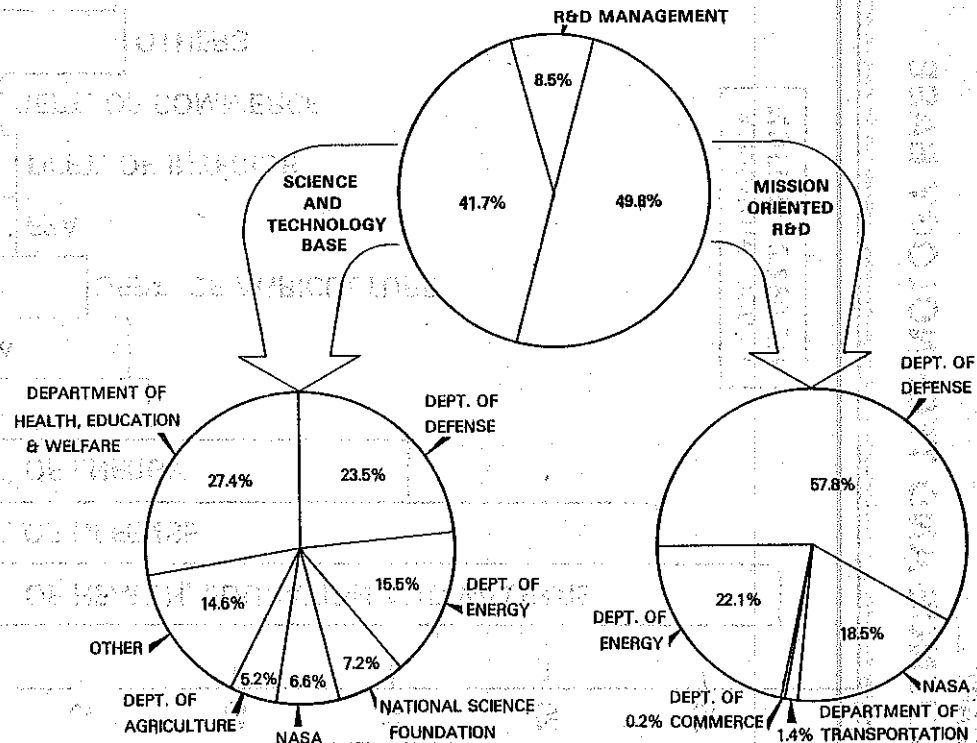 R&D MANAGEMENT
8.5%
41.7%
49.8%
SCIENCE
AND
TECHNOLOGY
BASE
MISSION
ORIENTED
R&D
DEPARTMENT OF
HEALTH, EDUCATION
& WELFARE
27.4%
DEPT. OF
DEFENSE
23.5%
15.5%
DEPT. OF
ENERGY
7.2%
NATIONAL SCIENCE
FOUNDATION
6.6%
NASA
5.2%
DEPT. OF
AGRICULTURE
14.6%
OTHER
DEPT. OF
DEFENSE
57.8%
18.5%
NASA
DEPARTMENT OF
1.4% TRANSPORTATION
DEPT. OF
0.2% COMMERCE
22.1%
DEPT. OF
ENERGY